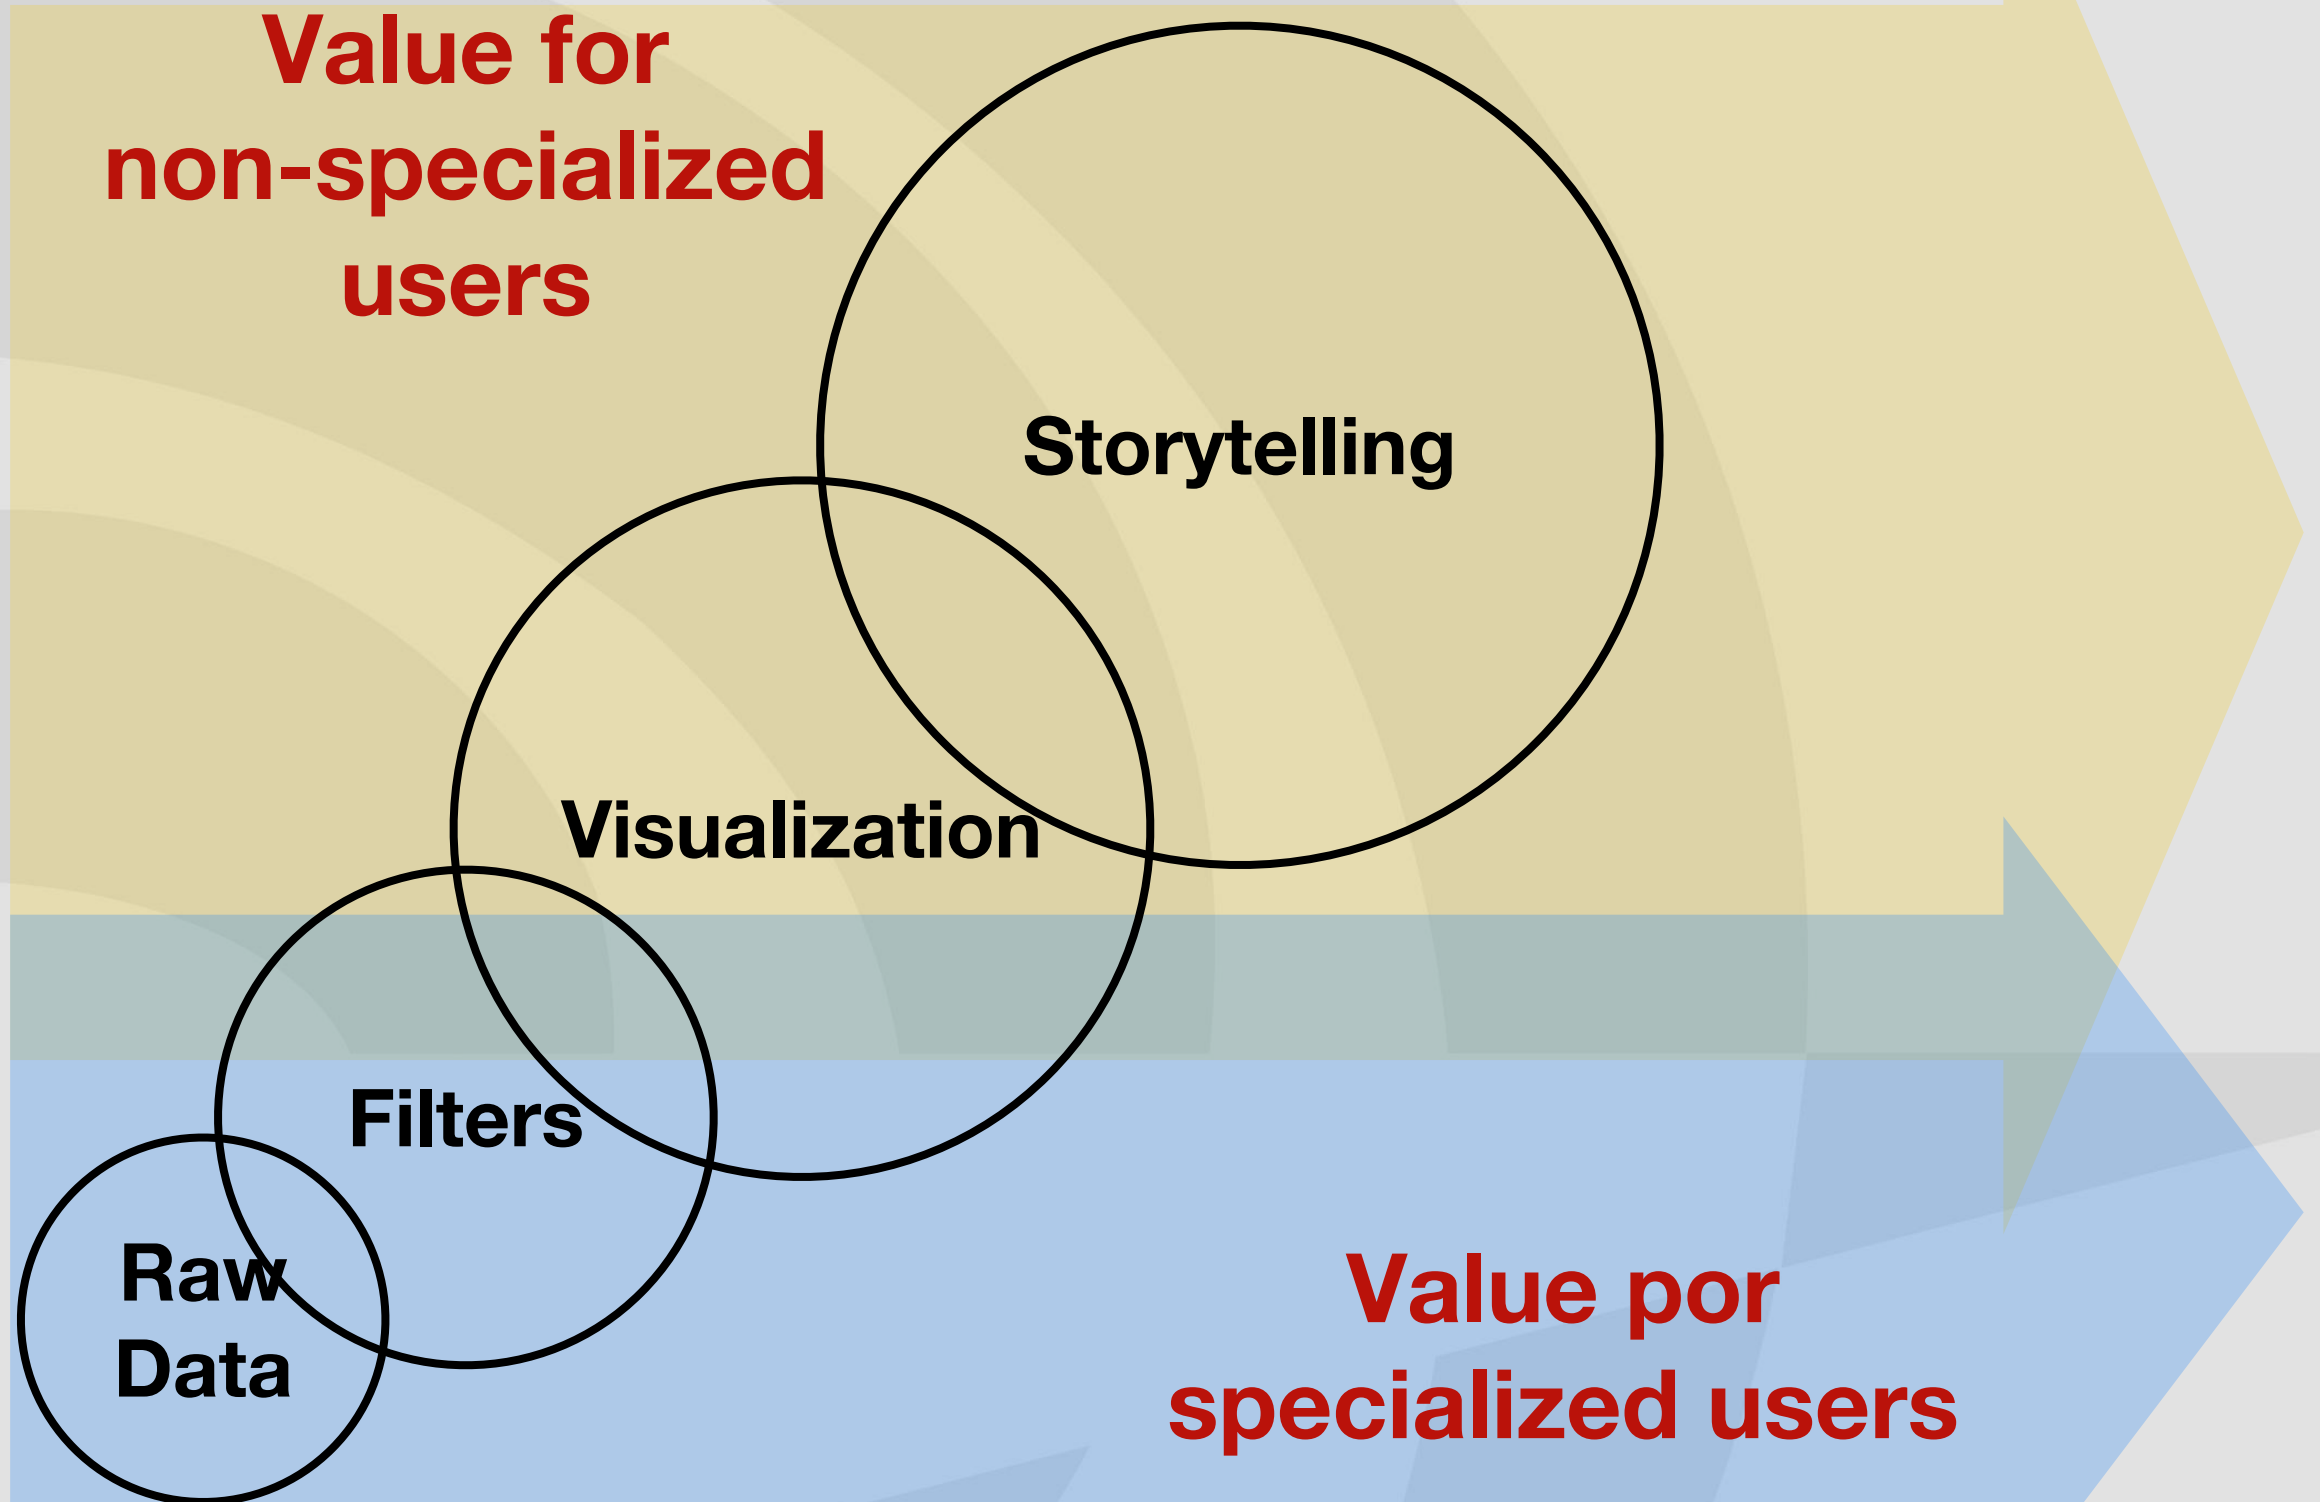 Value for
non-specialized
users
Storytelling
Visualization
Filters
Raw
Data
Value por
specialized users